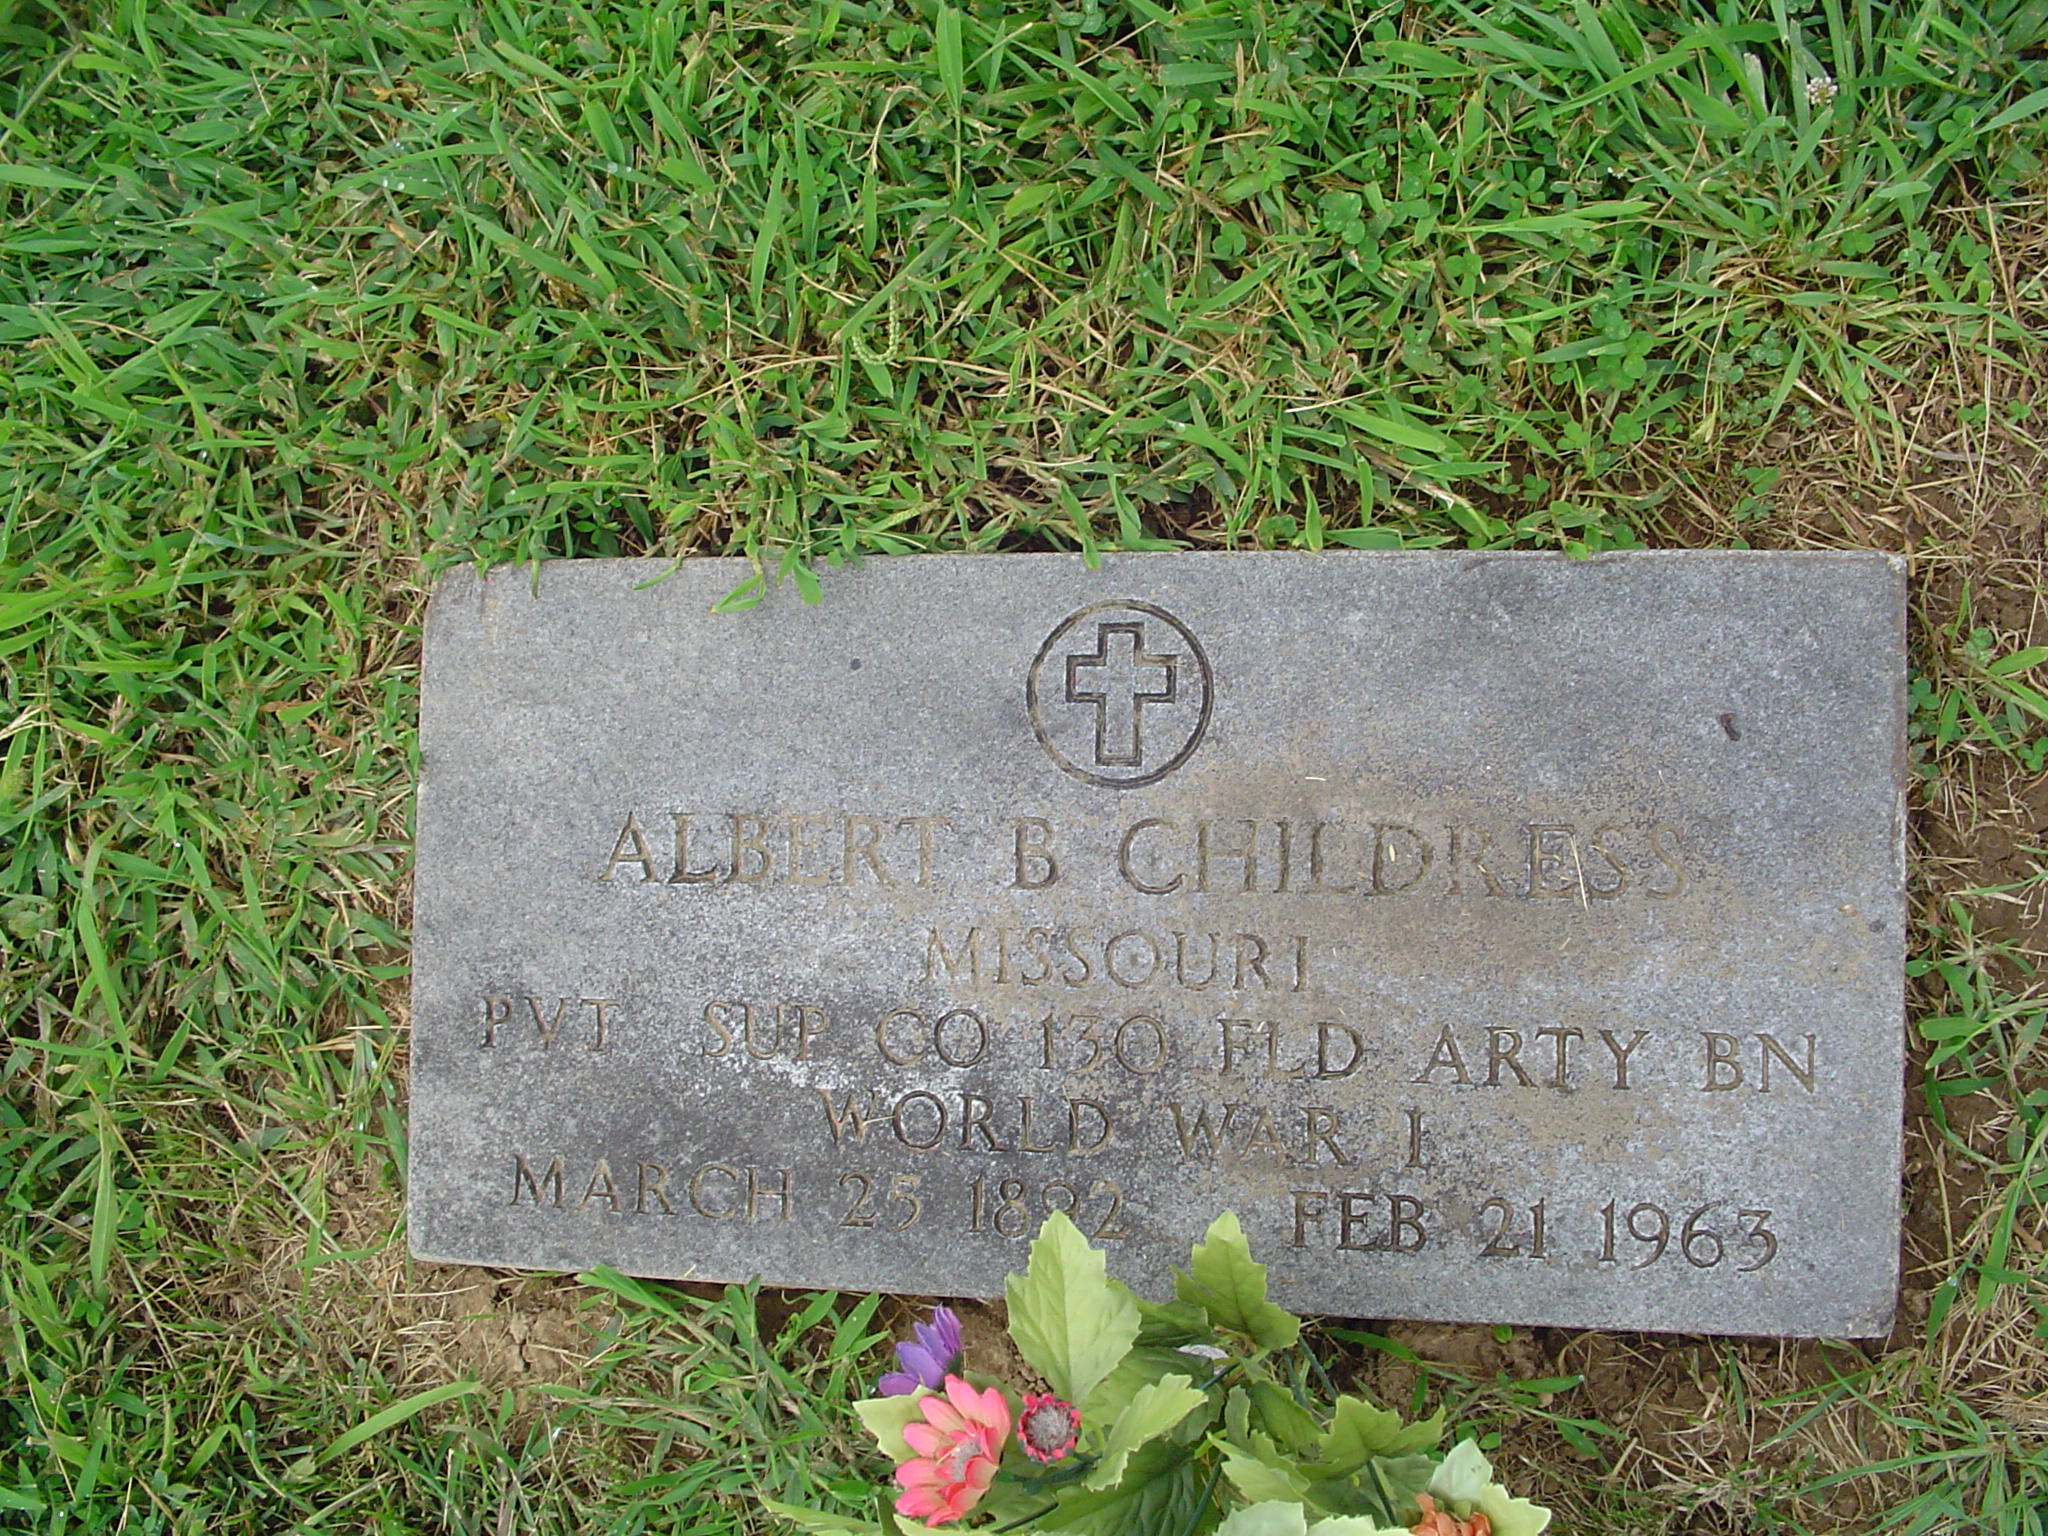 ALBERT B CHILDRESS
MISSOURI
PVT SUP CO 130 FLD ARTY BN
WORLD WAR I
MARCH 25 1892 FEB 21 1963